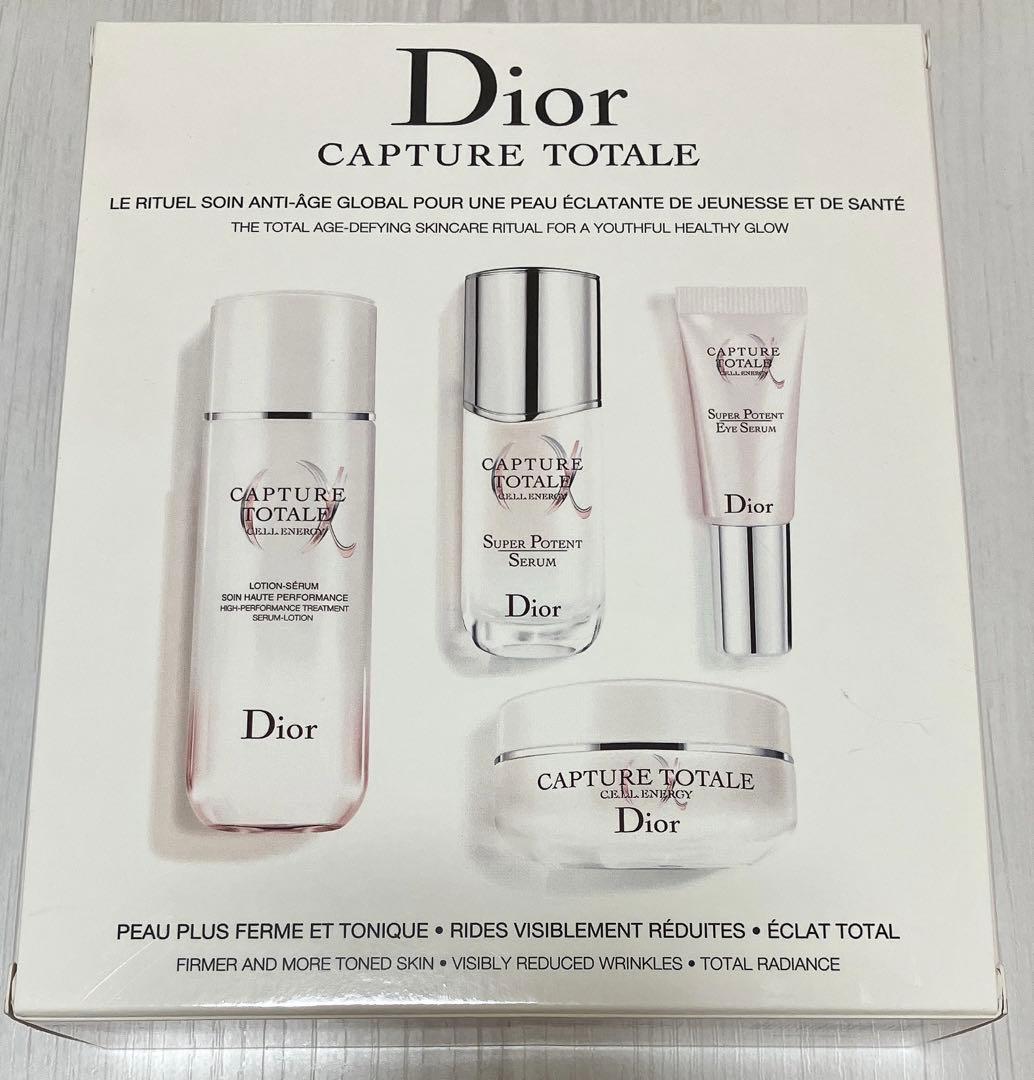 Dior
CAPTURE TOTALE
LE RITUEL SOIN ANTI-ÂGE GLOBAL POUR UNE PEAU ÉCLATANTE DE JEUNESSE ET DE SANTÉ
THE TOTAL AGE-DEFYING SKINCARE RITUAL FOR A YOUTHFUL HEALTHY GLOW
CAPTURE
TOTALE
C.E.L.L. ENERGY
LOTION-SÉRUM
SOIN HAUTE PERFORMANCE
HIGH-PERFORMANCE TREATMENT
SERUM-LOTION
Dior
CAPTURE
TOTALE
C.E.L.L. ENERGY
SUPER POTENT
SERUM
Dior
CAPTURE
TOTALE
C.E.L.L. ENERGY
SUPER POTENT
EYE SERUM
Dior
CAPTURE TOTALE
C.E.L.L. ENERGY
Dior
PEAU PLUS FERME ET TONIQUE • RIDES VISIBLEMENT RÉDUITES • ÉCLAT TOTAL
FIRMER AND MORE TONED SKIN • VISIBLY REDUCED WRINKLES • TOTAL RADIANCE